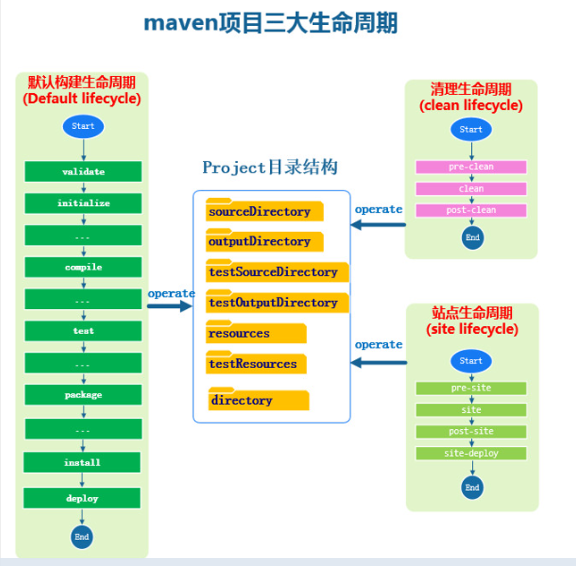 maven项目三大生命周期
默认构建生命周期
(Default lifecycle)
Start
validate
initialize
...
compile
...
test
...
package
...
install
deploy
End
operate
Project目录结构
sourceDirectory
outputDirectory
testSourceDirectory
testOutputDirectory
resources
testResources
directory
清理生命周期
(clean lifecycle)
Start
pre-clean
clean
post-clean
End
operate
站点生命周期
(site lifecycle)
Start
pre-site
site
post-site
site-deploy
End
operate